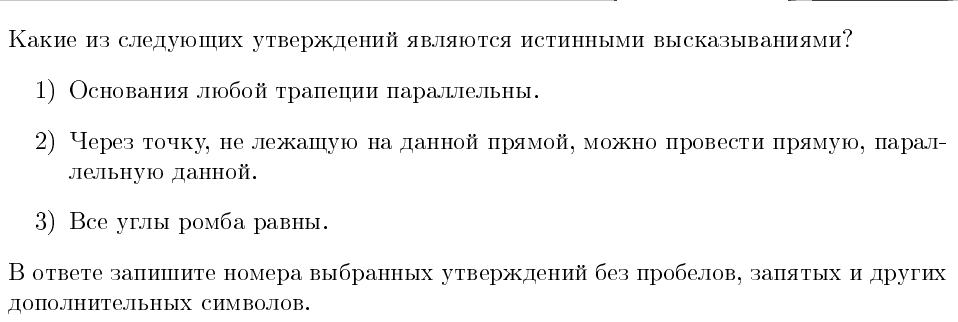 Какие из следующих утверждений являются истинными высказываниями?
1) Основания любой трапеции параллельны.
2) Через точку, не лежащую на данной прямой, можно провести прямую, парал-
лельную данной.
3) Все углы ромба равны.
В ответе запишите номера выбранных утверждений без пробелов, запятых и других
дополнительных символов.